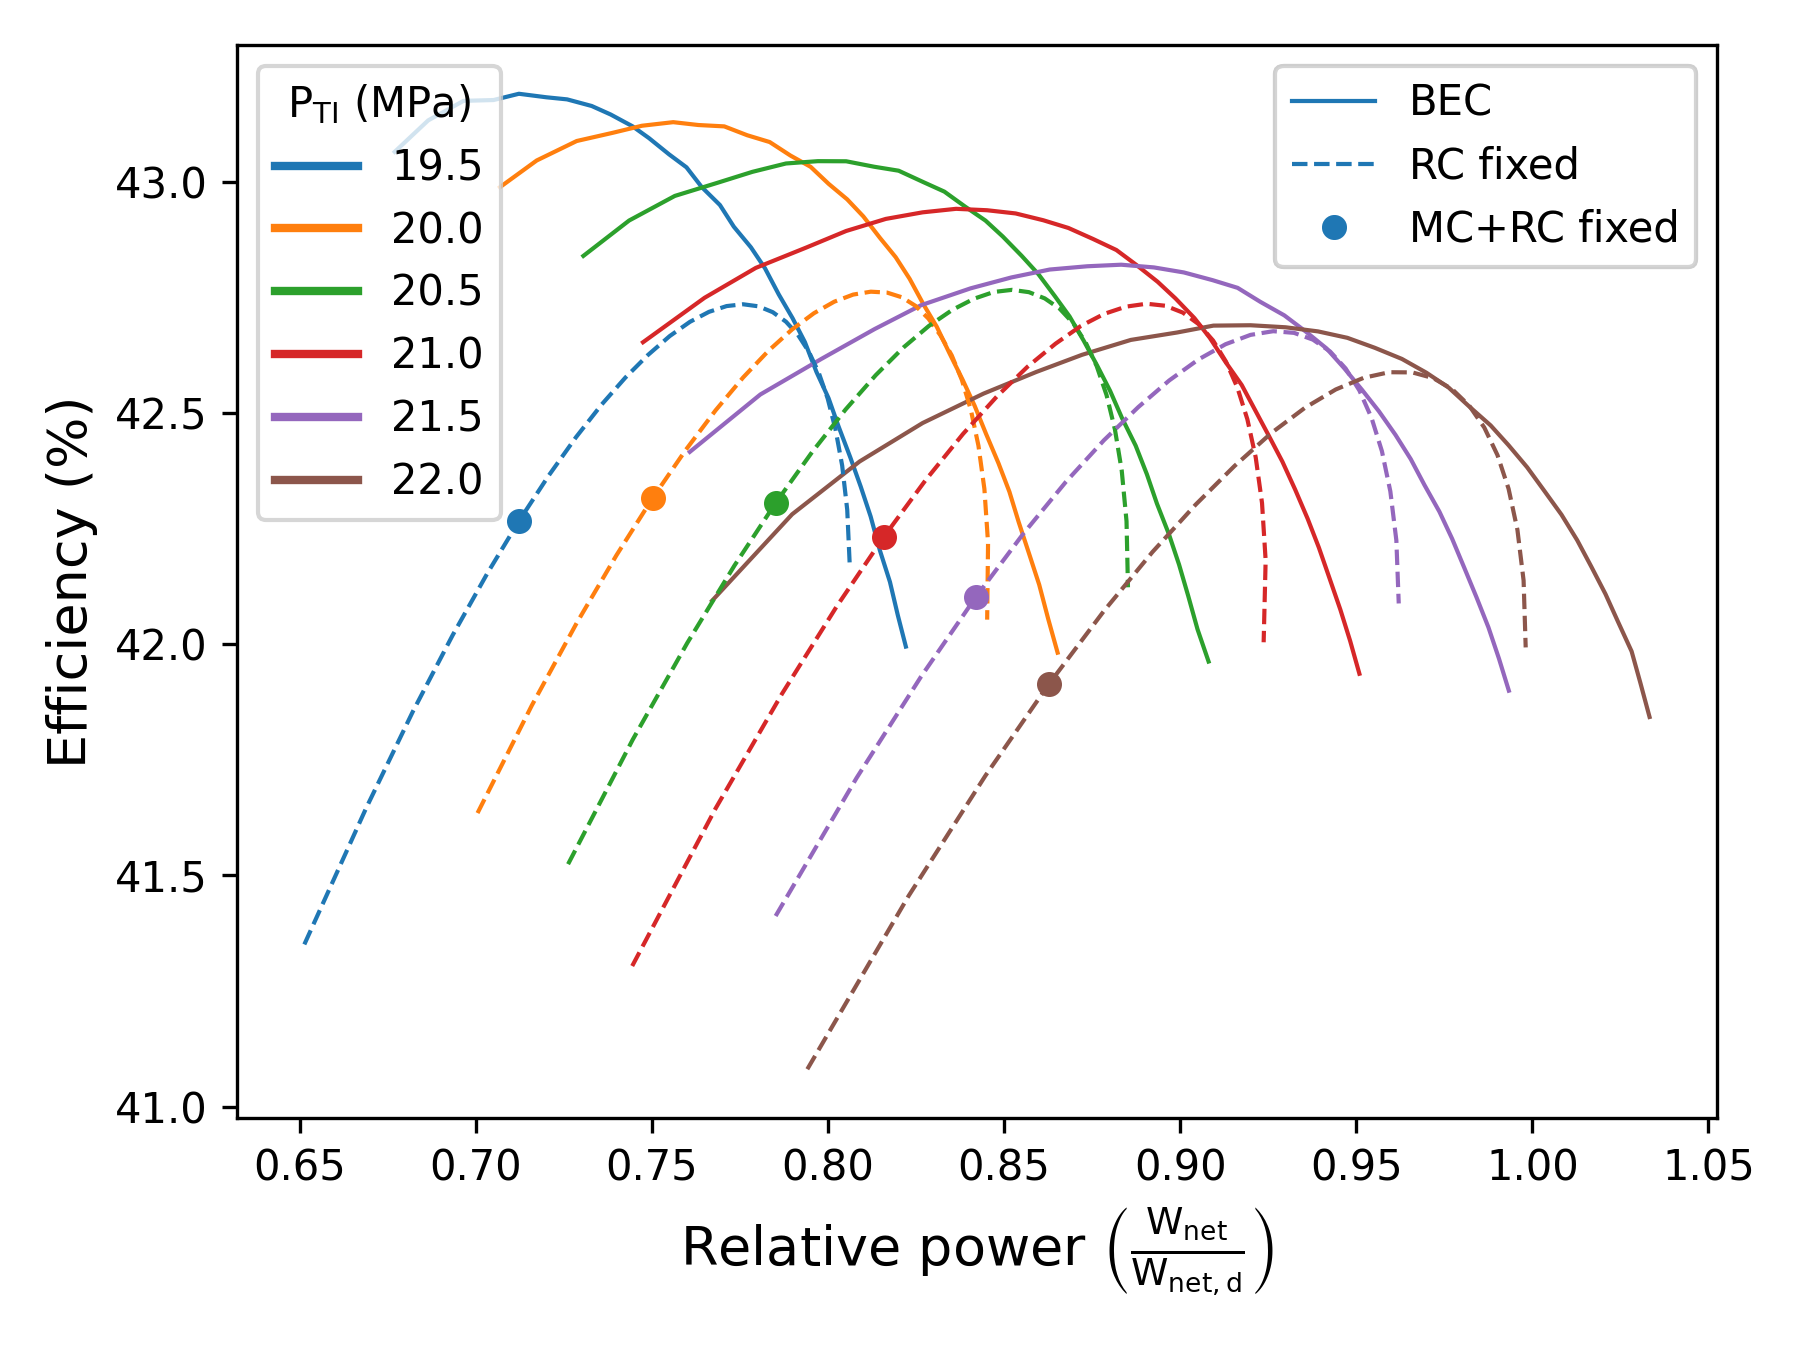 P_TI (MPa)
19.5
20.0
20.5
21.0
21.5
22.0
BEC
RC fixed
MC+RC fixed
Efficiency (%)
43.0
42.5
42.0
41.5
41.0
0.65 0.70 0.75 0.80 0.85 0.90 0.95 1.00 1.05
Relative power (W_net / W_net, d)